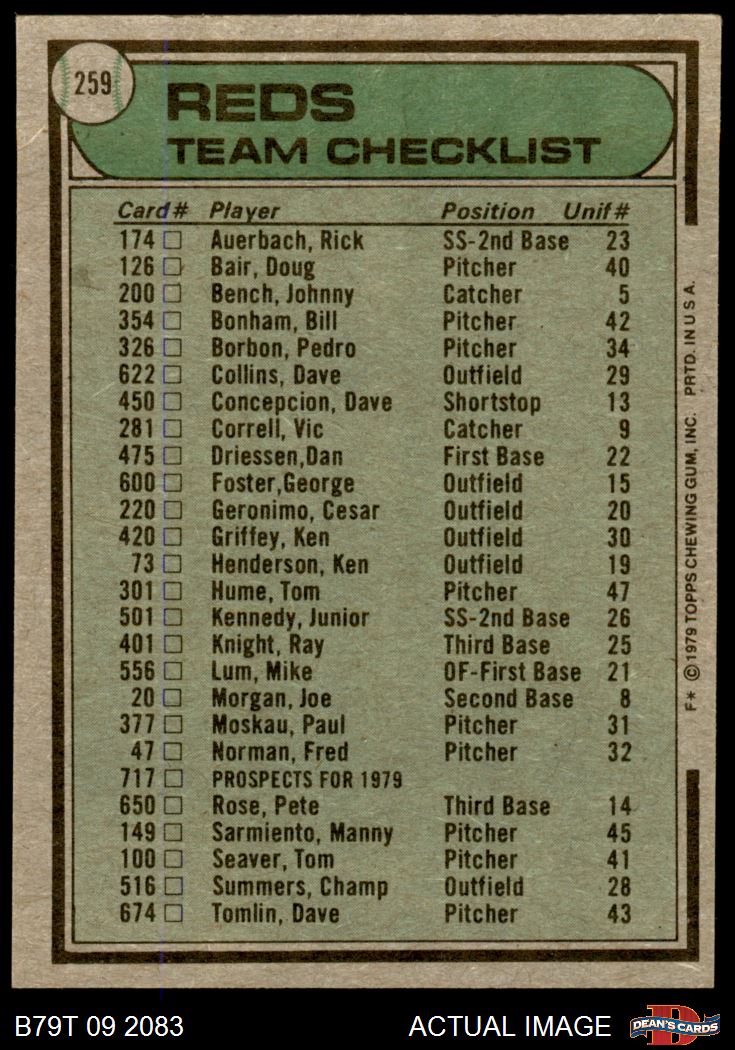 259
REDS
TEAM CHECKLIST
Card# Player Position Unif#
174 Auerbach, Rick SS-2nd Base 23
126 Bair, Doug Pitcher 40
200 Bench, Johnny Catcher 5
354 Bonham, Bill Pitcher 42
326 Borbon, Pedro Pitcher 34
622 Collins, Dave Outfield 29
450 Concepcion, Dave Shortstop 13
281 Correll, Vic Catcher 9
475 Driessen,Dan First Base 22
600 Foster,George Outfield 15
220 Geronimo, Cesar Outfield 20
420 Griffey, Ken Outfield 30
73 Henderson, Ken Outfield 19
301 Hume, Tom Pitcher 47
501 Kennedy, Junior SS-2nd Base 26
401 Knight, Ray Third Base 25
556 Lum, Mike OF-First Base 21
20 Morgan, Joe Second Base 8
377 Moskau, Paul Pitcher 31
47 Norman, Fred Pitcher 32
717 PROSPECTS FOR 1979
650 Rose, Pete Third Base 14
149 Sarmiento, Manny Pitcher 45
100 Seaver, Tom Pitcher 41
516 Summers, Champ Outfield 28
674 Tomlin, Dave Pitcher 43
F* © 1979 TOPPS CHEWING GUM, INC. PRTD. IN U S A.
B79T 09 2083
ACTUAL IMAGE
DEAN'S CARDS